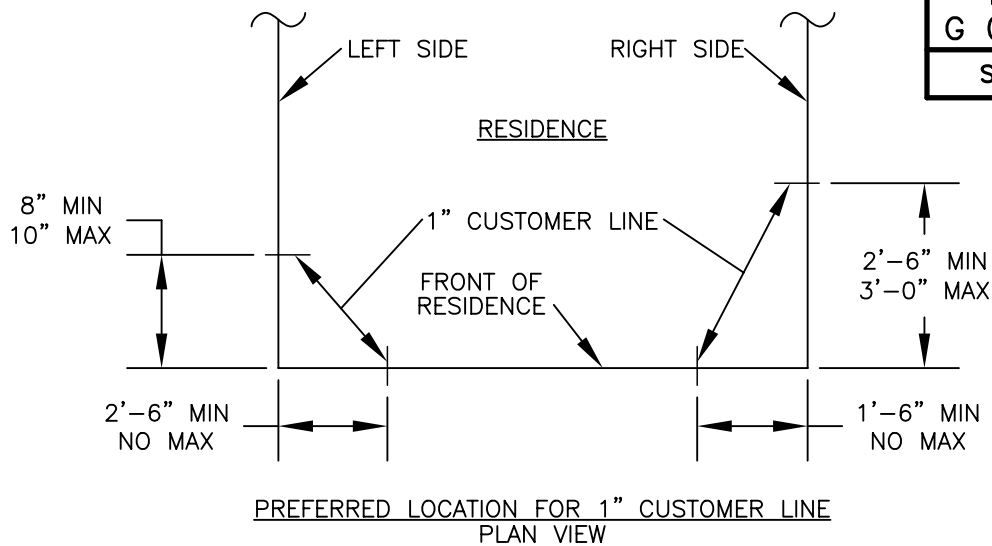 G
S
LEFT SIDE
RIGHT SIDE
RESIDENCE
8” MIN
10” MAX
1” CUSTOMER LINE
FRONT OF
RESIDENCE
2’-6” MIN
3’-0” MAX
2’-6” MIN
NO MAX
1’-6” MIN
NO MAX
PREFERRED LOCATION FOR 1” CUSTOMER LINE
PLAN VIEW